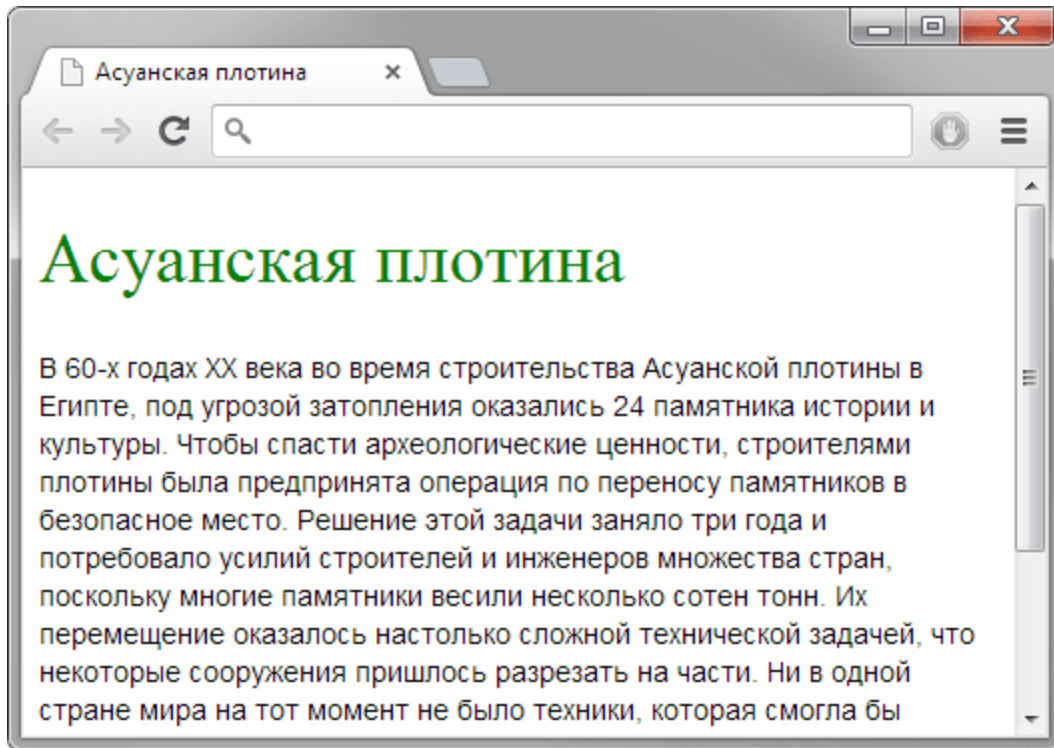 Асуанская плотина
Асуанская плотина
В 60-х годах XX века во время строительства Асуанской плотины в
Египте, под угрозой затопления оказались 24 памятника истории и
культуры. Чтобы спасти археологические ценности, строителями
плотины была предпринята операция по переносу памятников в
безопасное место. Решение этой задачи заняло три года и
потребовало усилий строителей и инженеров множества стран,
поскольку многие памятники весили несколько сотен тонн. Их
перемещение оказалось настолько сложной технической задачей, что
некоторые сооружения пришлось разрезать на части. Ни в одной
стране мира на тот момент не было техники, которая смогла бы